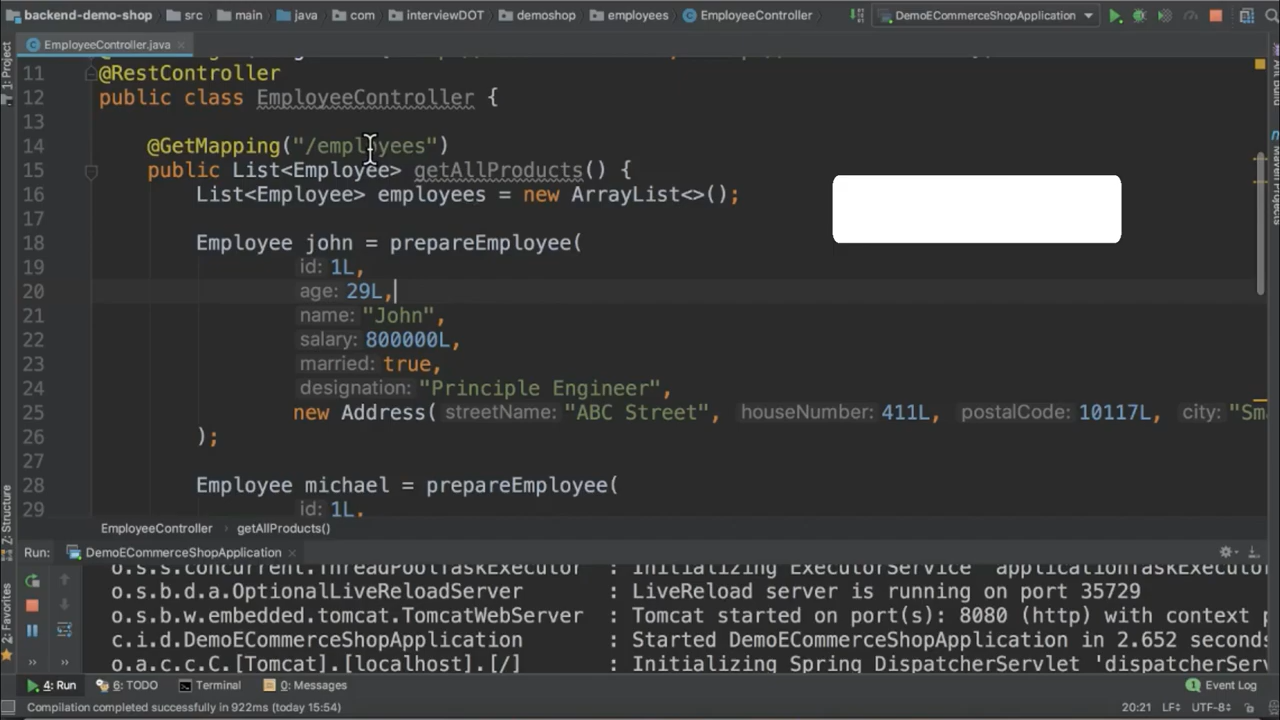 backend-demo-shop src main java com interviewDOT demoshop employees EmployeeController DemoECommerceShopApplication
EmployeeController.java
1: Project
11 @RestController
12 public class EmployeeController {
13
14 @GetMapping("/employees")
15 public List<Employee> getAllProducts() {
16 List<Employee> employees = new ArrayList<>();
17
18 Employee john = prepareEmployee(
19 id: 1L,
20 age: 29L,
21 name: "John",
22 salary: 800000L,
23 married: true,
24 designation: "Principle Engineer",
25 new Address( streetName: "ABC Street", houseNumber: 411L, postalCode: 10117L, city: "Sm
26 );
27
28 Employee michael = prepareEmployee(
29 id: 1L,
EmployeeController › getAllProducts()
Z: Structure
2: Favorites
Run: DemoECommerceShopApplication
o.s.s.concurrent.ThreadPoolTaskExecutor : Initializing ExecutorService 'applicationTaskExecutor
o.s.b.d.a.OptionalLiveReloadServer : LiveReload server is running on port 35729
o.s.b.w.embedded.tomcat.TomcatWebServer : Tomcat started on port(s): 8080 (http) with context p
c.i.d.DemoECommerceShopApplication : Started DemoECommerceShopApplication in 2.652 seconds
o.a.c.c.C.[Tomcat].[localhost].[/] : Initializing Spring DispatcherServlet 'dispatcherServ
4: Run 6: TODO Terminal 0: Messages 1 Event Log
Compilation completed successfully in 922ms (today 15:54) 20:21 LF UTF-8